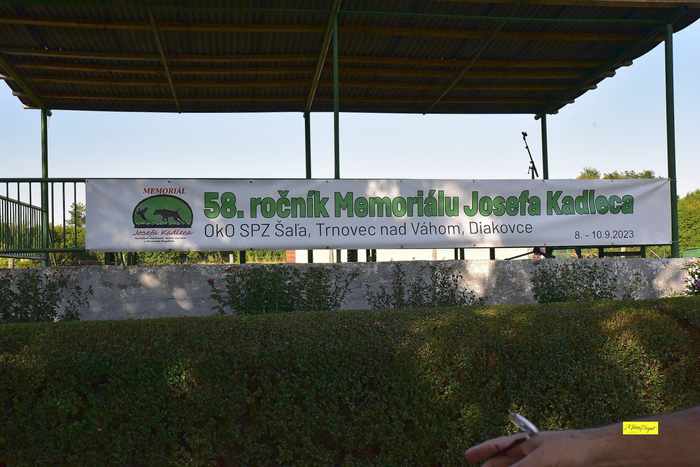 MEMORIAL
Josefa Kadleca
58. ročník Memoriálu Josefa Kadleca
OkO SPZ Šaľa, Trnovec nad Váhom, Diakovce
8. - 10.9.2023